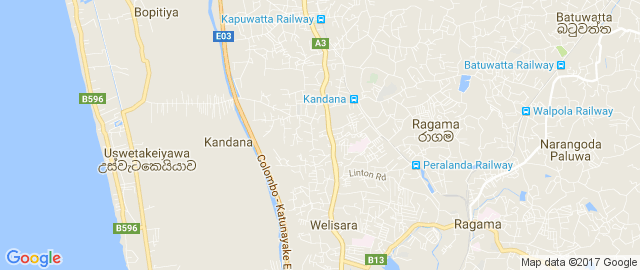 Bopitiya
Kapuwatta Railway
Batuwatta
බටුවත්ත
E03
A3
Batuwatta Railway
B596
Kandana
Walpola Railway
Ragama
රාගම
Kandana
Narangoda
Paluwa
Uswetakeiyawa
උස්වැටකෙයියාව
Peralanda Railway
Linton Rd
Colombo - Katunayake E
B596
Welisara
Ragama
B13
Google
Map data ©2017 Google